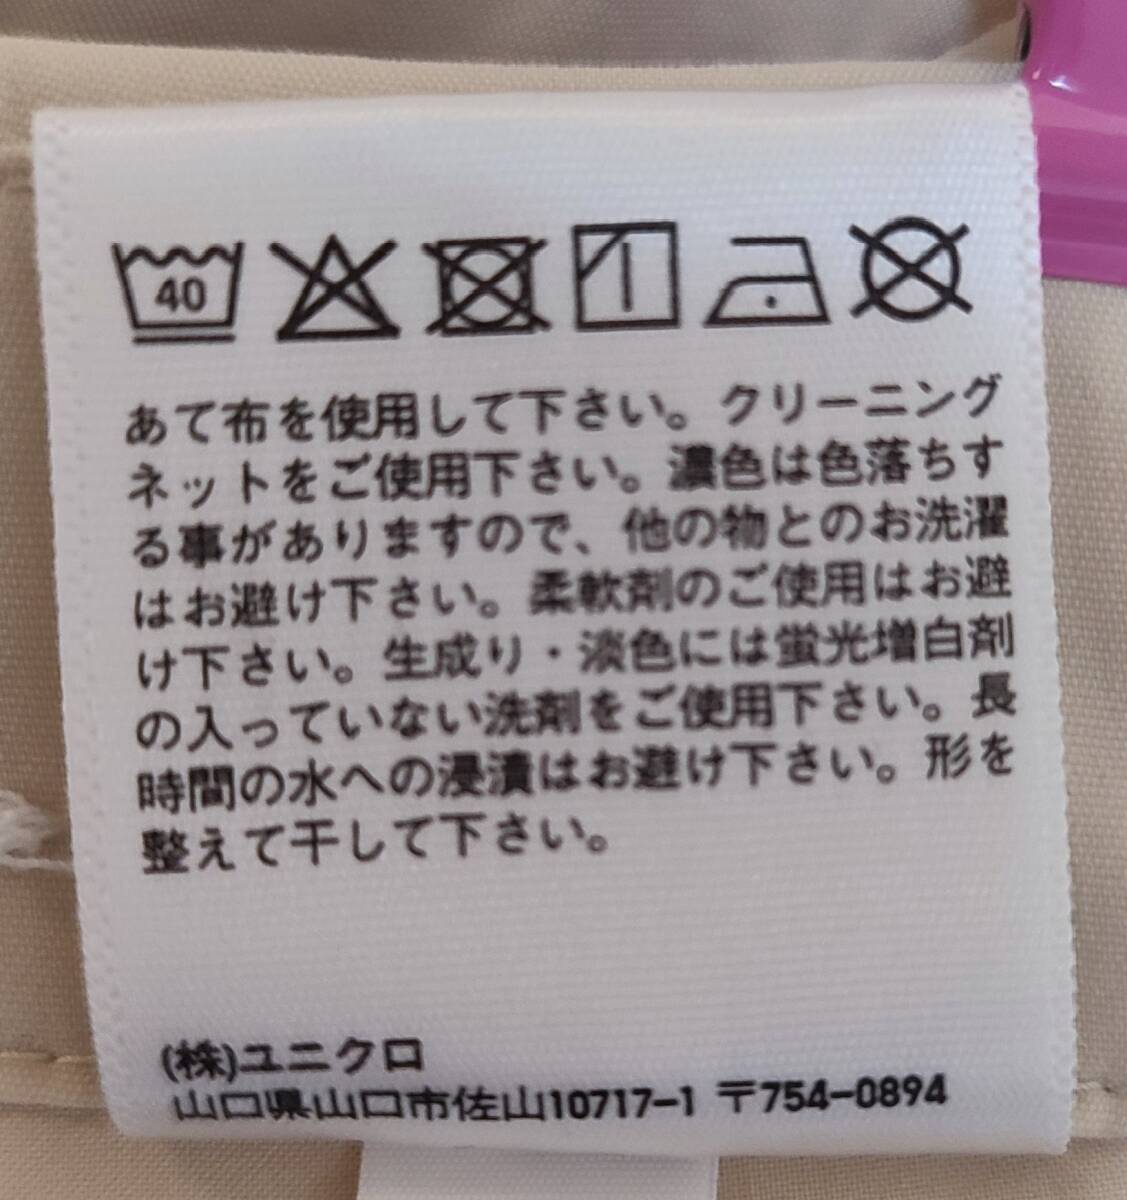 40
あて布を使用して下さい。クリーニング
ネットをご使用下さい。濃色は色落ちす
る事がありますので、他の物とのお洗濯
はお避け下さい。柔軟剤のご使用はお避
け下さい。生成り・淡色には蛍光増白剤
の入っていない洗剤をご使用下さい。長
時間の水への浸漬はお避け下さい。形を
整えて干して下さい。
(株)ユニクロ
山口県山口市佐山10717-1 〒754-0894